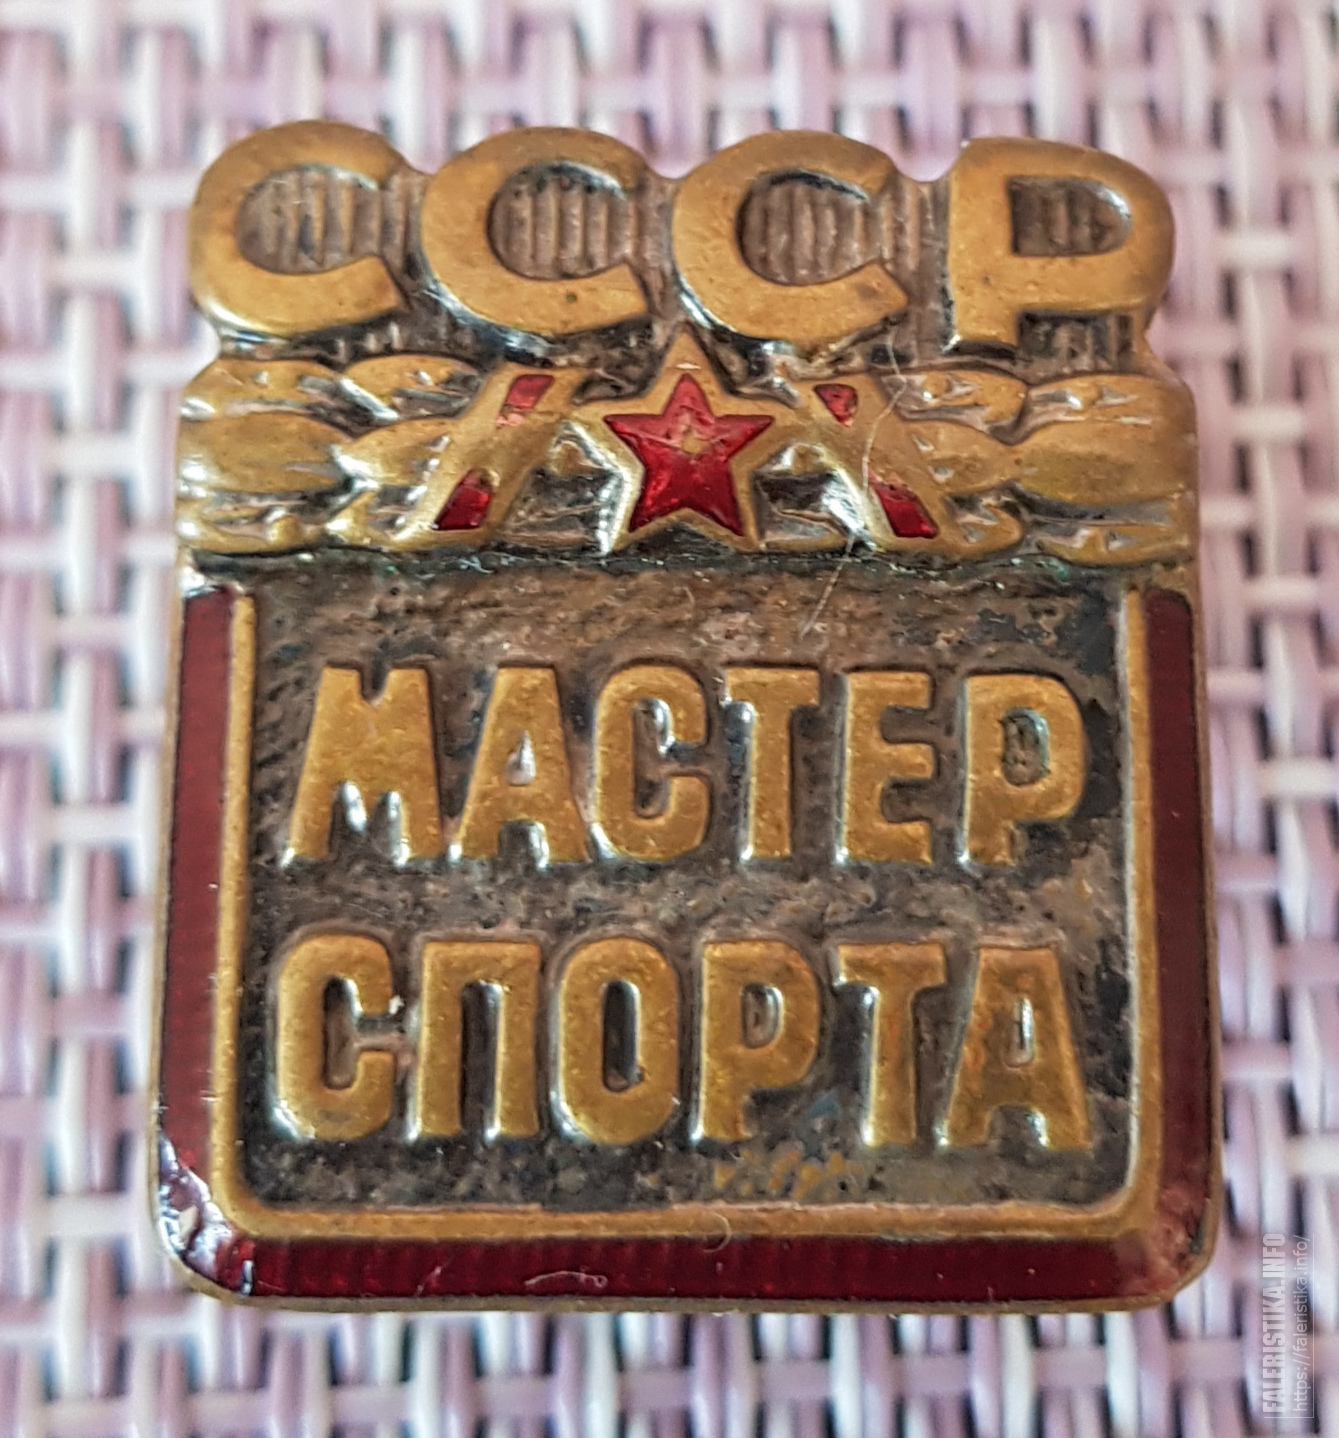 СССР
МАСТЕР
СПОРТА
FALERISTIKA.INFO
https://faleristika.info/